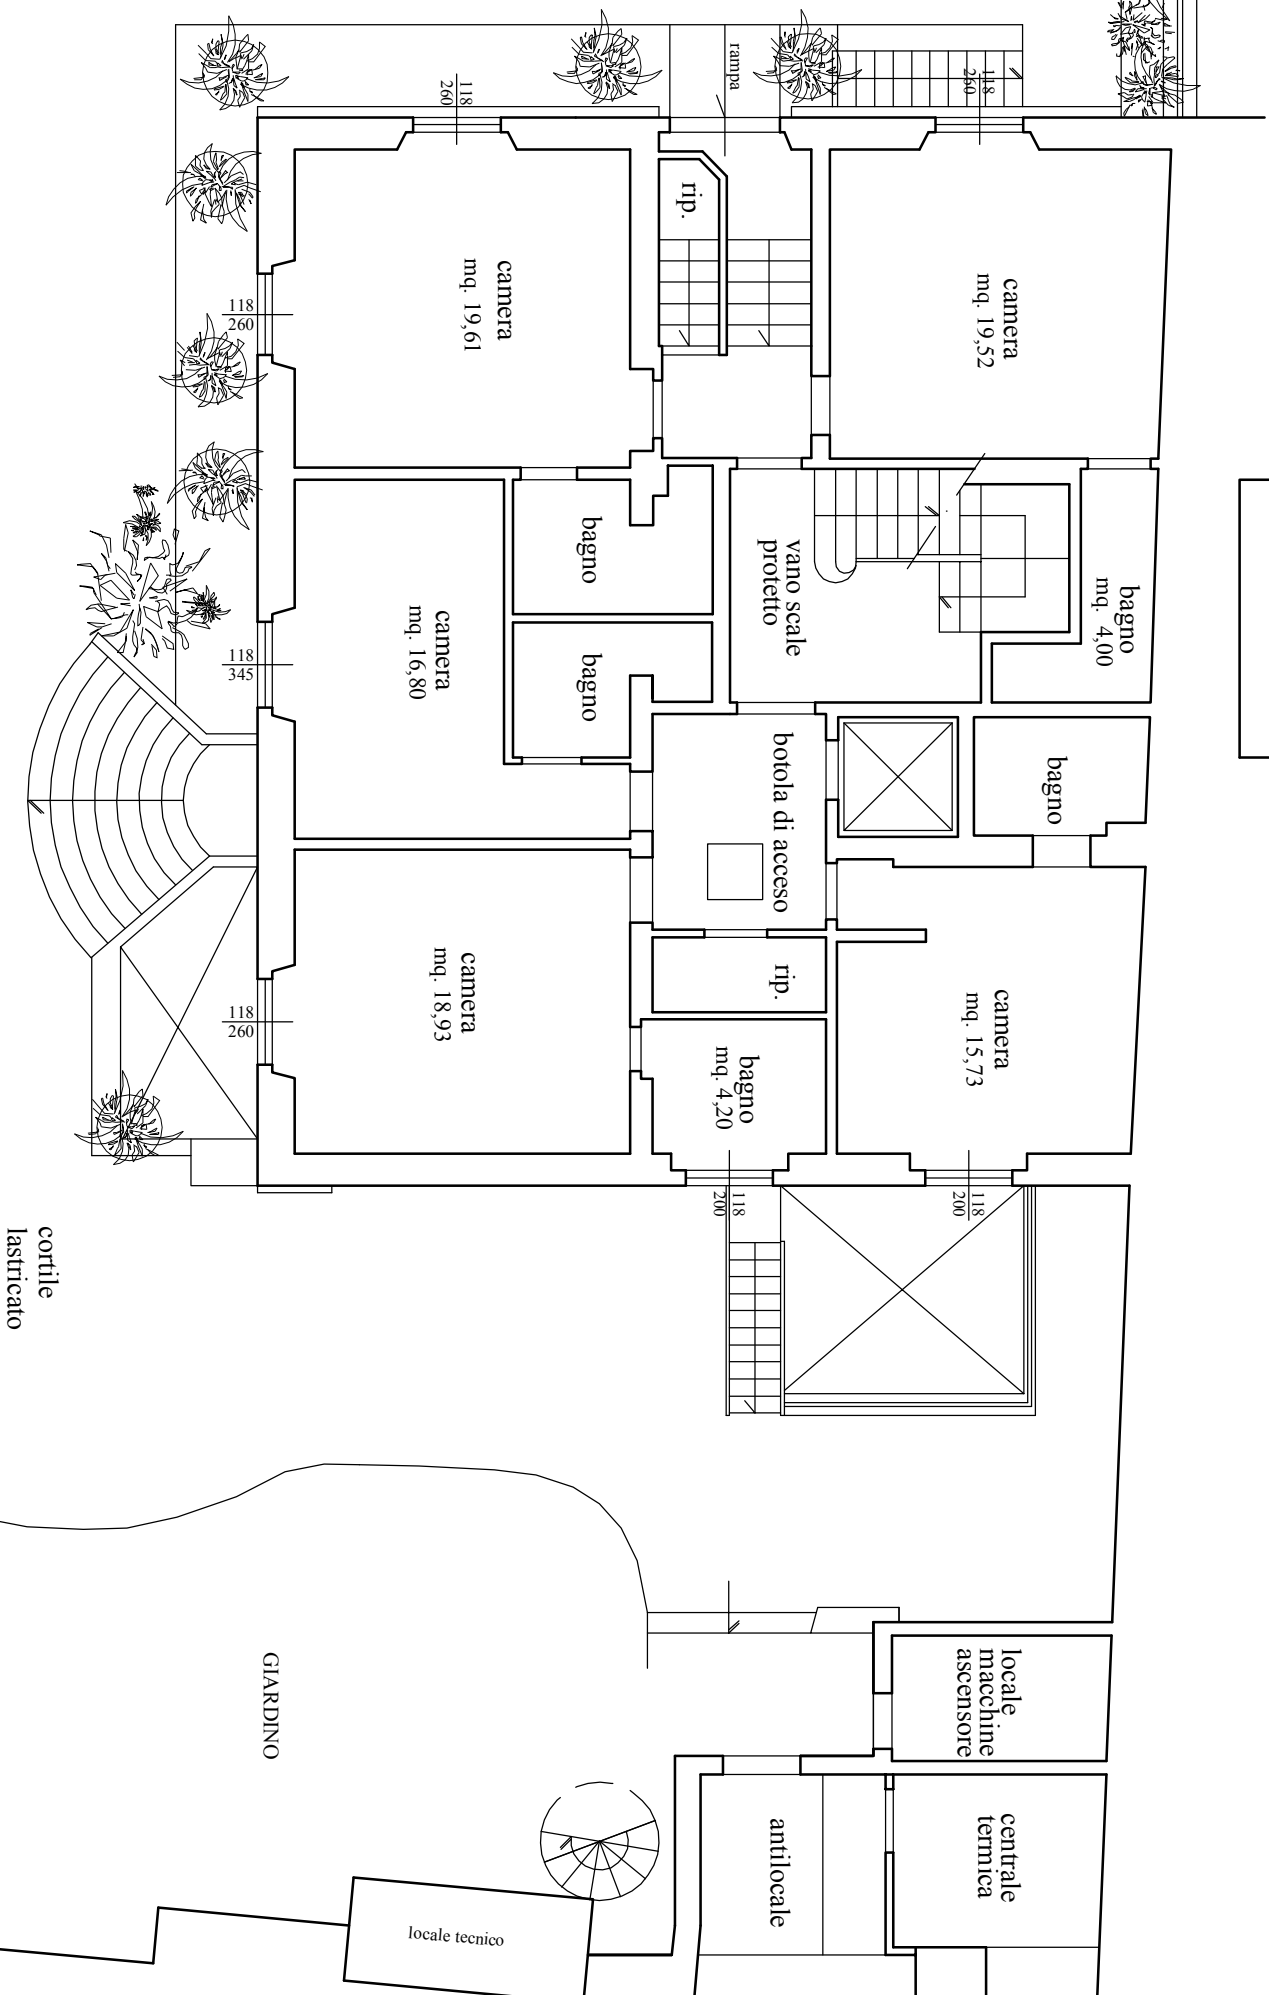 rampa
118
260
118
260
rip.
camera
mq. 19,61
camera
mq. 19,52
118
260
bagno
vano scale
protetto
bagno
mq. 4,00
camera
mq. 16,80
bagno
118
345
botola di acceso
bagno
camera
mq. 18,93
rip.
camera
mq. 15,73
118
260
bagno
mq. 4,20
118
200
118
200
cortile
lastricato
GIARDINO
locale
macchine
ascensore
centrale
termica
antilocale
locale tecnico